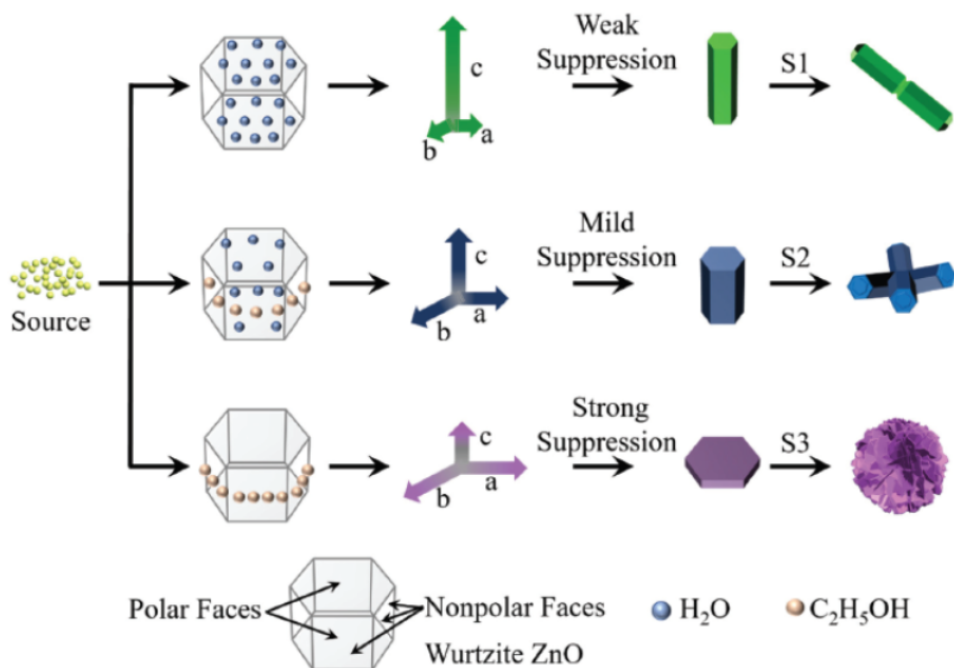 Weak
Suppression
c
a
b
S1
Mild
Suppression
c
a
b
S2
Source
Strong
Suppression
c
a
b
S3
Polar Faces
Nonpolar Faces
H₂O
C₂H₅OH
Wurtzite ZnO